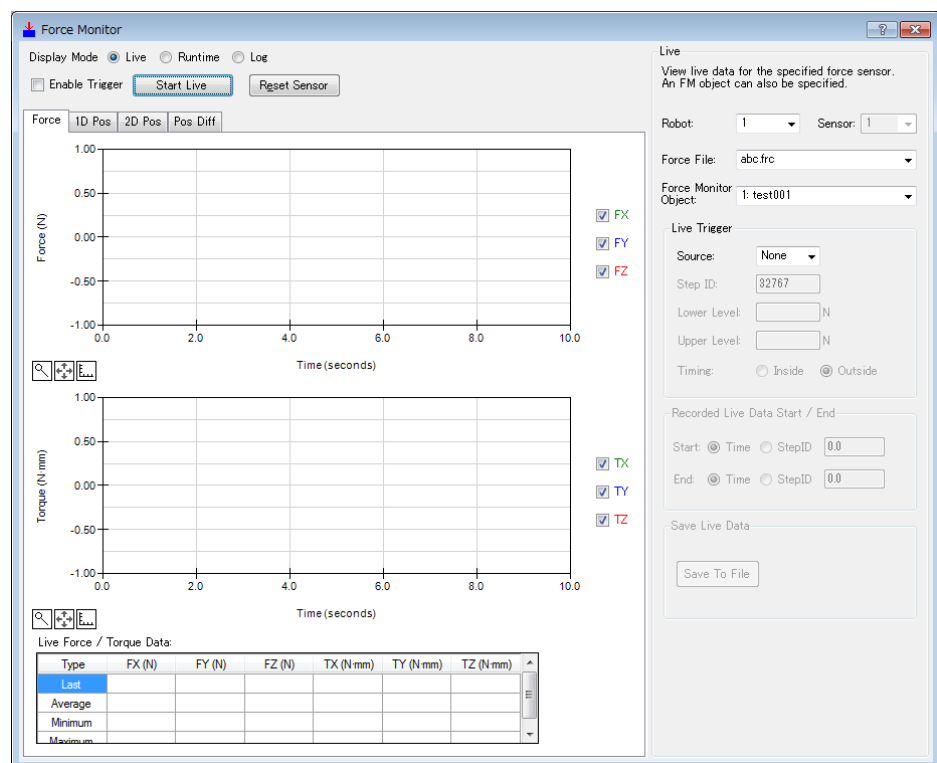 Force Monitor
Display Mode Live Runtime Log
Enable Trigger Start Live Reset Sensor
Force 1D Pos 2D Pos Pos Diff
1.00
0.50
0.00
-0.50
-1.00
Force (N)
0.0 2.0 4.0 6.0 8.0 10.0
Time (seconds)
FX
FY
FZ
1.00
0.50
0.00
-0.50
-1.00
Torque (N·mm)
0.0 2.0 4.0 6.0 8.0 10.0
Time (seconds)
TX
TY
TZ
Live Force / Torque Data:
Type FX (N) FY (N) FZ (N) TX (N·mm) TY (N·mm) TZ (N·mm)
Last
Average
Minimum
Maximum
Live
View live data for the specified force sensor.
An FM object can also be specified.
Robot: 1 Sensor: 1
Force File: abc.frc
Force Monitor
Object: 1: test001
Live Trigger
Source: None
Step ID: 32767
Lower Level: N
Upper Level: N
Timing: Inside Outside
Recorded Live Data Start / End
Start: Time StepID 0.0
End: Time StepID 0.0
Save Live Data
Save To File